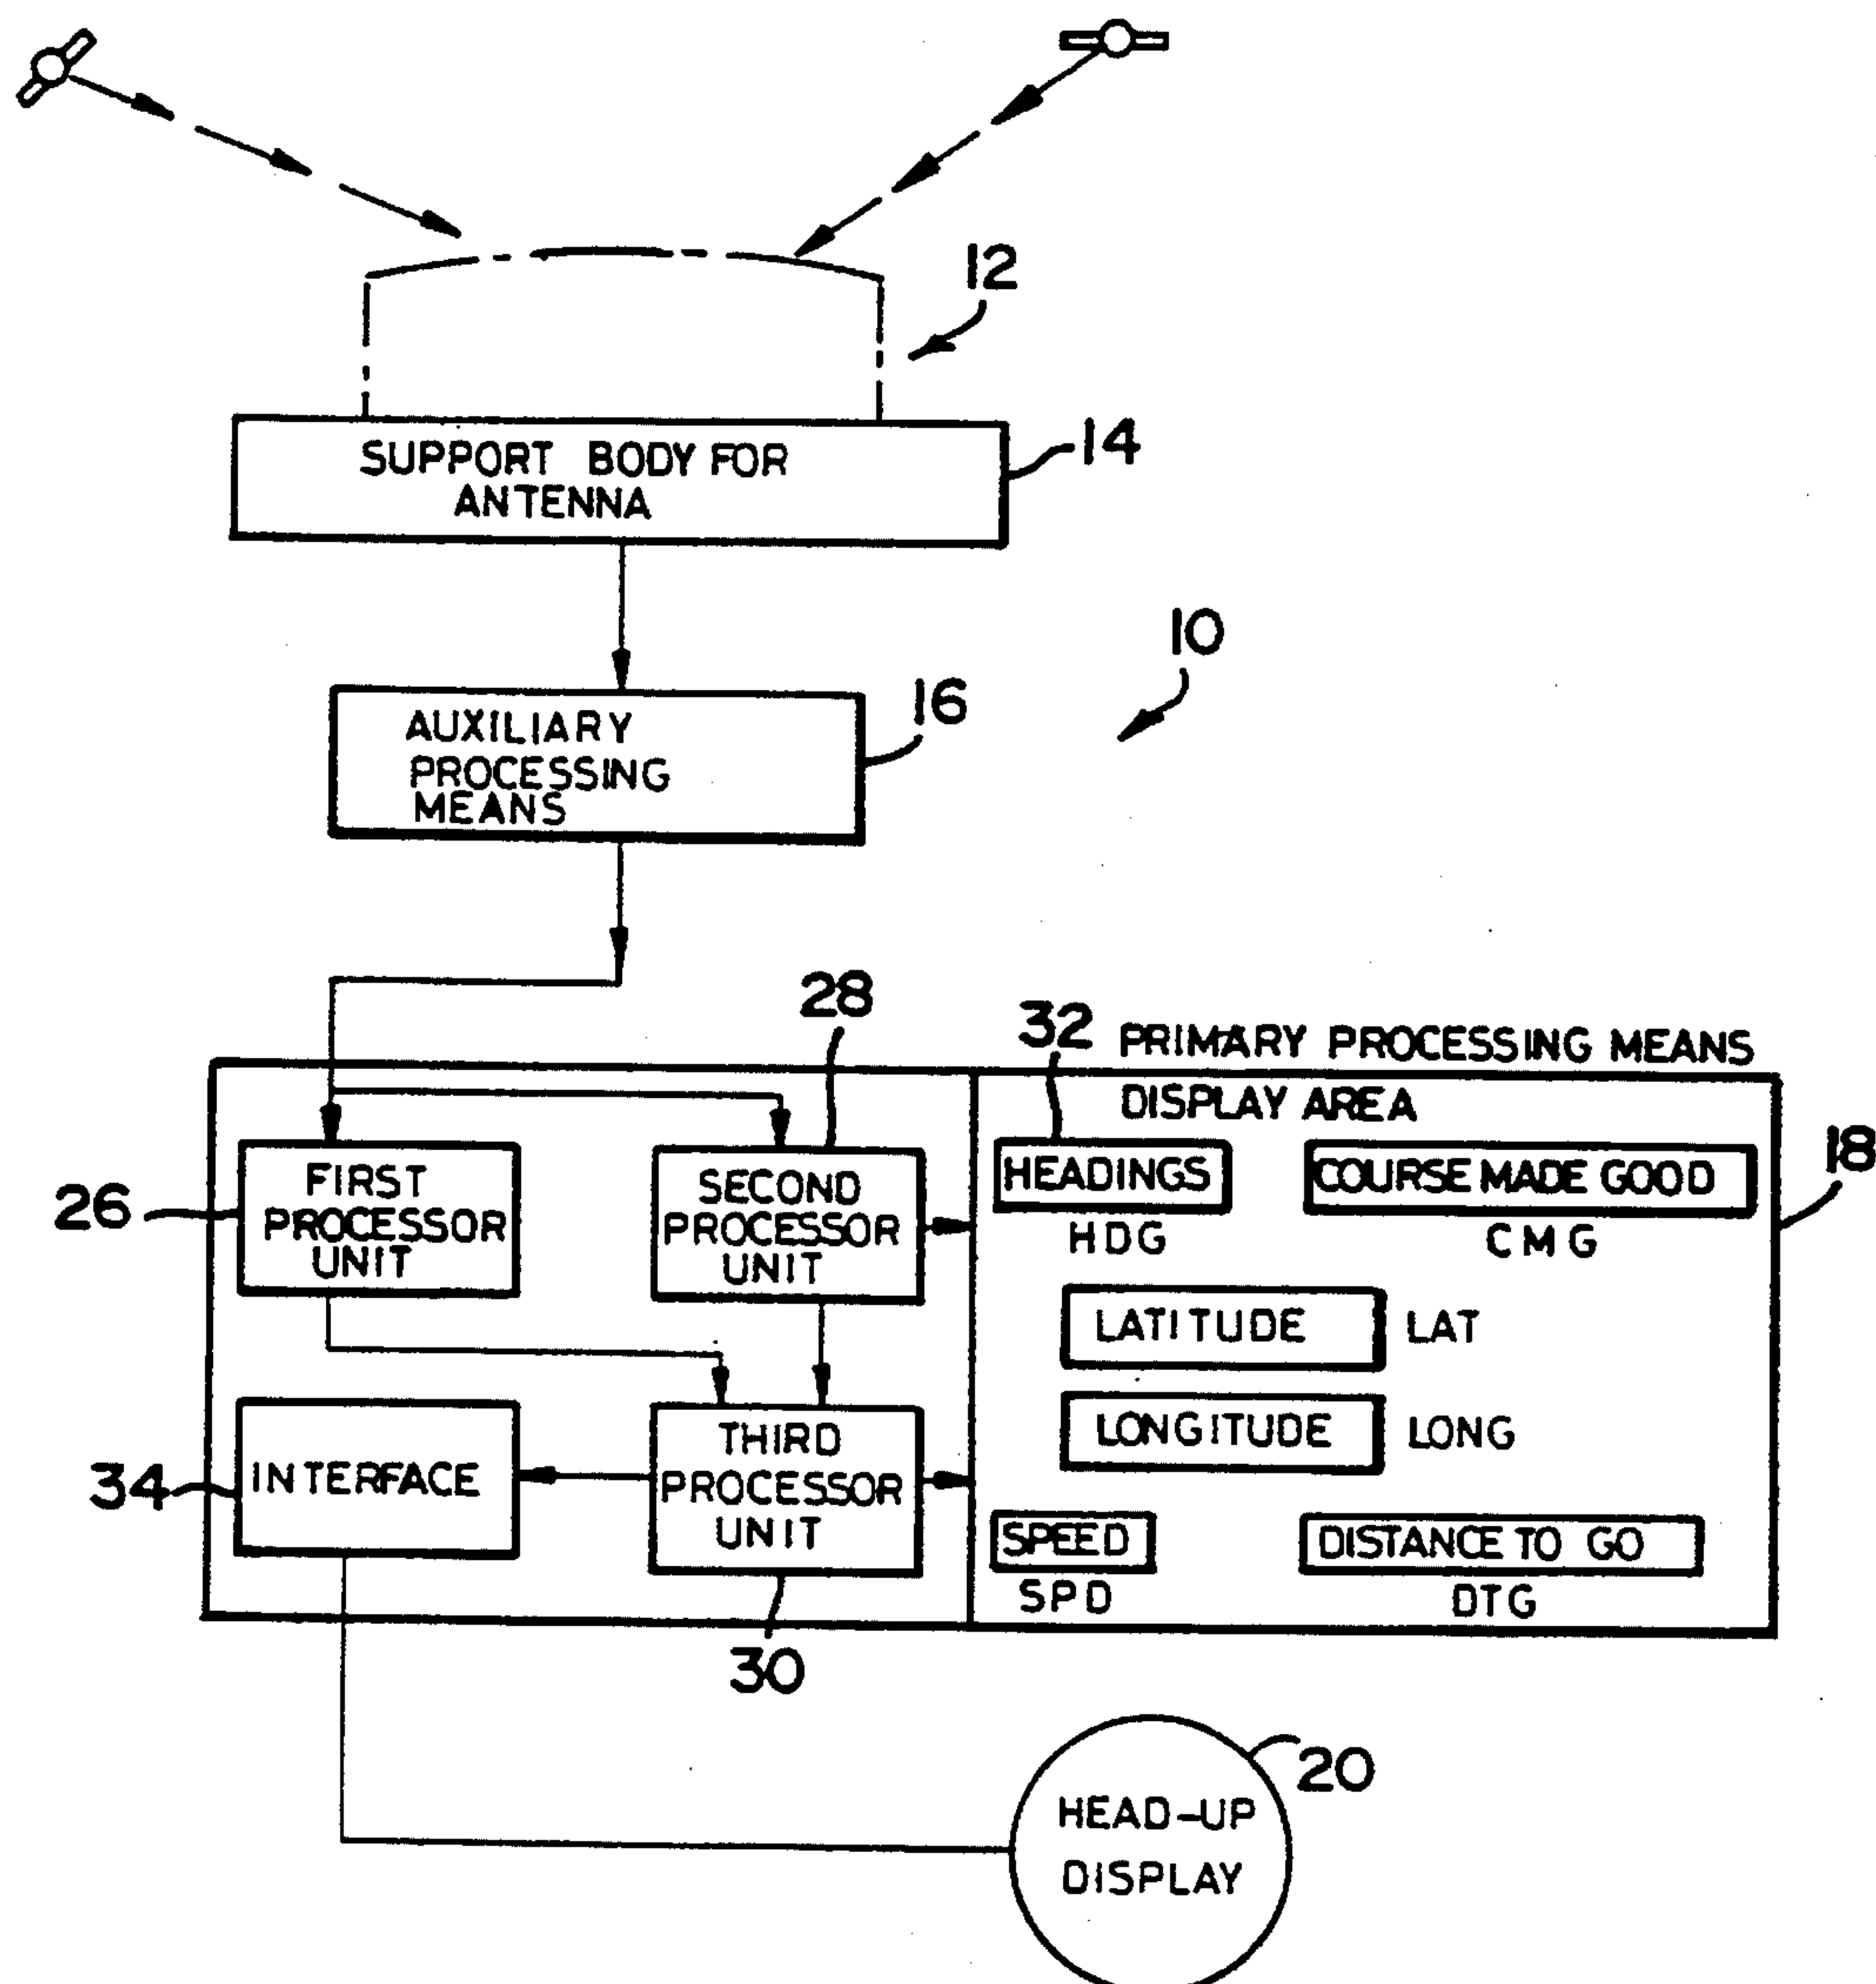 12
SUPPORT BODY FOR
ANTENNA
14
10
AUXILIARY
PROCESSING
MEANS
16
28
32
PRIMARY PROCESSING MEANS
DISPLAY AREA
18
26
FIRST
PROCESSOR
UNIT
SECOND
PROCESSOR
UNIT
HEADINGS
HDG
COURSE MADE GOOD
CMG
LATITUDE
LAT
LONGITUDE
LONG
34
INTERFACE
THIRD
PROCESSOR
UNIT
SPEED
SPD
DISTANCE TO GO
DTG
30
20
HEAD-UP
DISPLAY